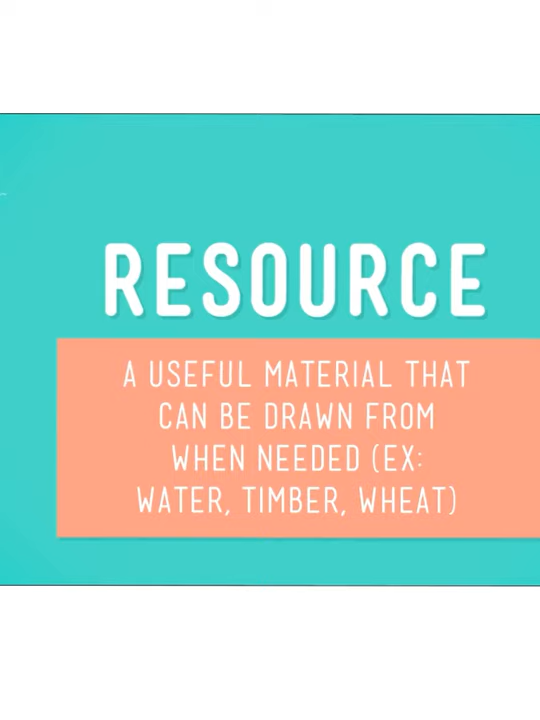 RESOURCE
A USEFUL MATERIAL THAT
CAN BE DRAWN FROM
WHEN NEEDED (EX:
WATER, TIMBER, WHEAT)